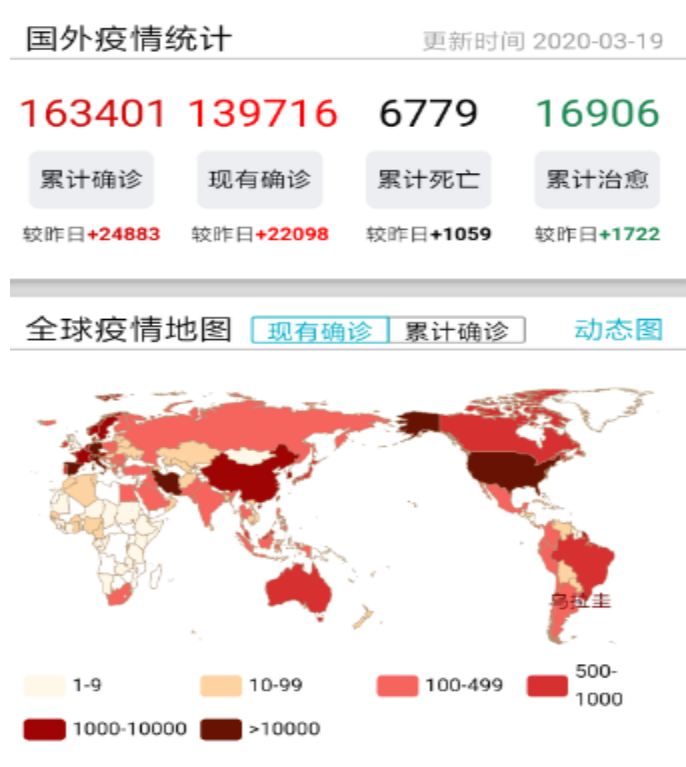 国外疫情统计 更新时间 2020-03-19
163401 139716 6779 16906
累计确诊 现有确诊 累计死亡 累计治愈
较昨日+24883 较昨日+22098 较昨日+1059 较昨日+1722
全球疫情地图 现有确诊 累计确诊 动态图
乌拉圭
1-9 10-99 100-499 500-
1000
1000-10000 >10000